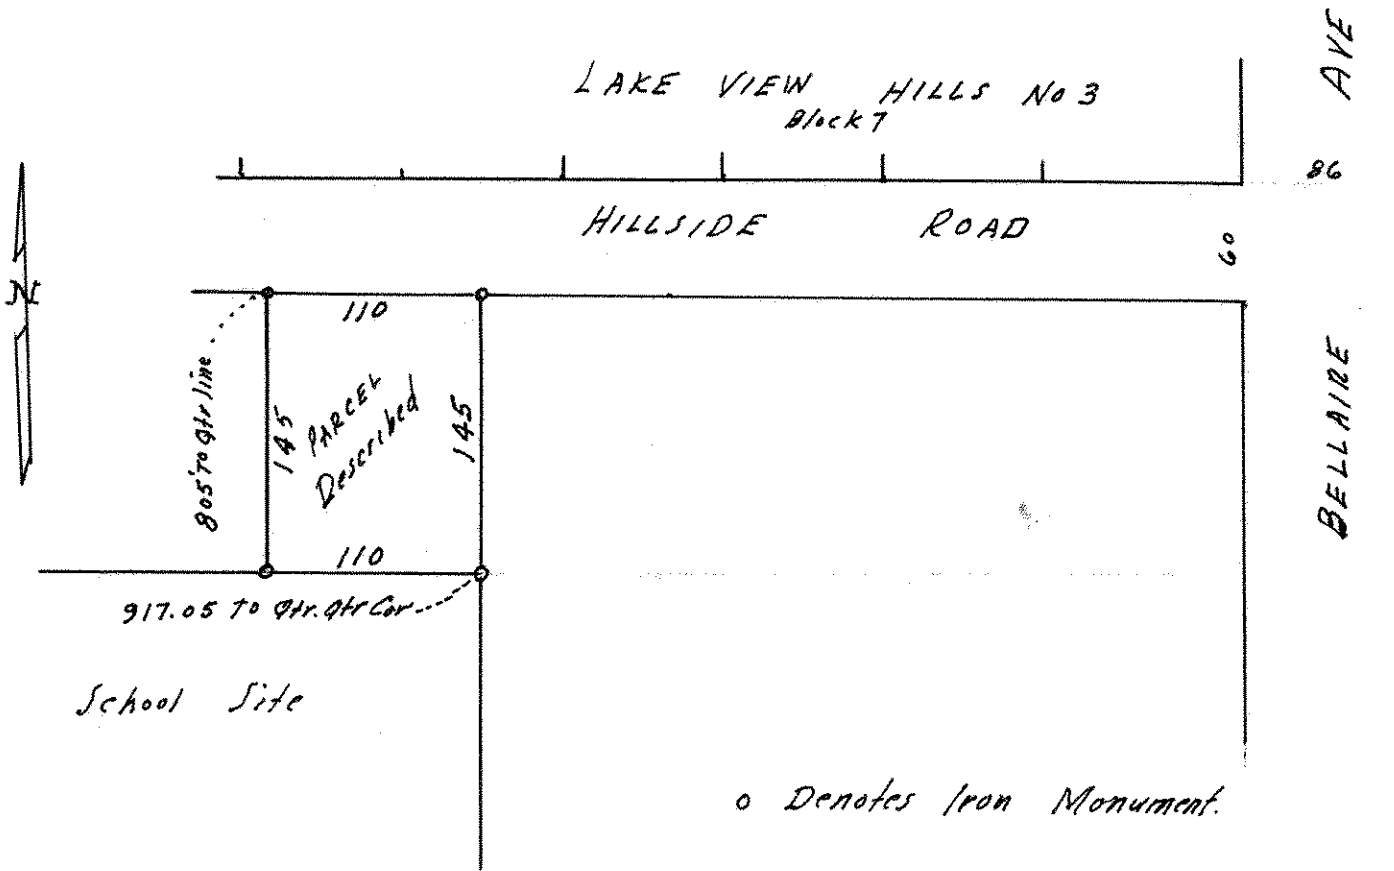 AVE
LAKE VIEW HILLS No 3
Block 7
86
HILLSIDE ROAD
60
N
110
805 To Qtr line
145
PARCEL
Described
145
BELLAIRE
110
917.05 To Qtr. Qtr Cor
School Site
o Denotes Iron Monument.